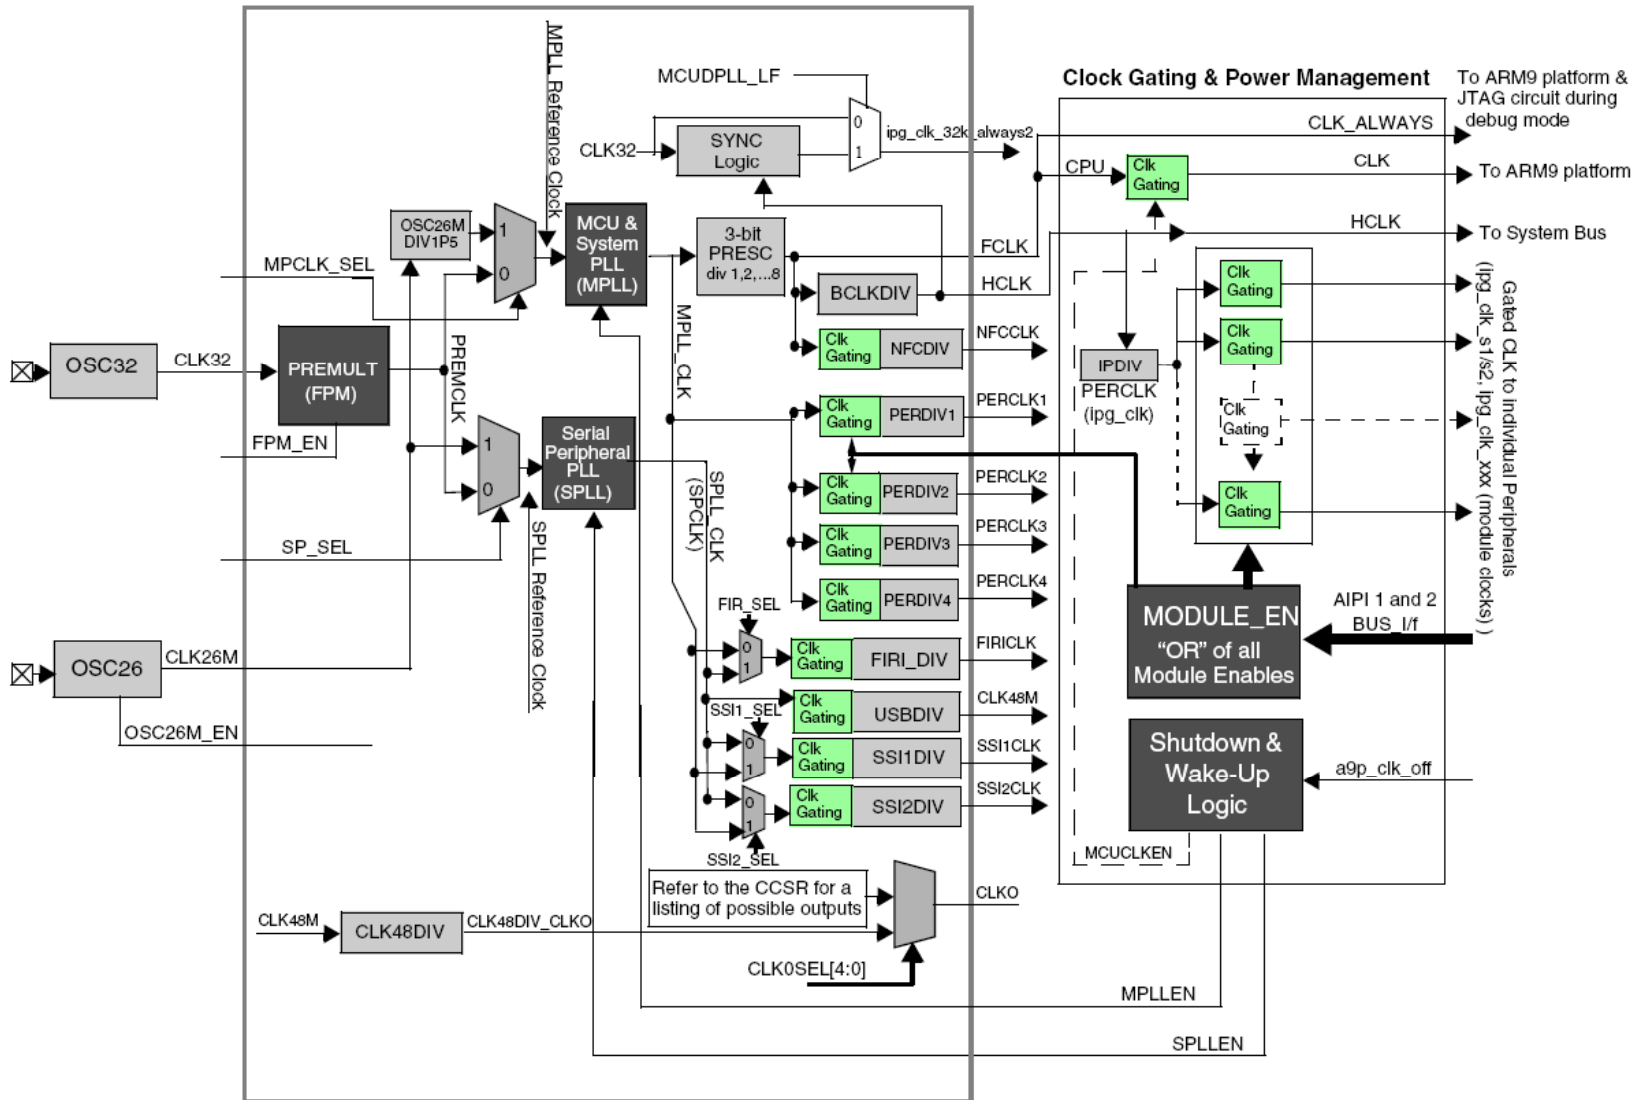 MPLL Reference Clock
MCUDPLL_LF
0
1
CLK32
SYNC
Logic
ipg_clk_32k_always2
Clock Gating & Power Management
To ARM9 platform &
JTAG circuit during
debug mode
CLK_ALWAYS
CPU
Clk
Gating
CLK
To ARM9 platform
OSC26M
DIV1P5
1
0
MCU &
System
PLL
(MPLL)
3-bit
PRESC
div 1,2,...8
FCLK
HCLK
To System Bus
MPCLK_SEL
BCLKDIV
HCLK
Clk
Gating
(ipg_clk_s1/s2, ipg_clk_xxx (module clocks))
Gated CLK to individual Peripherals
OSC32
CLK32
PREMULT
(FPM)
PREMCLK
MPLL_CLK
Clk
Gating
NFCDIV
NFCCLK
Clk
Gating
IPDIV
PERCLK
(ipg_clk)
Clk
Gating
PERDIV1
PERCLK1
Clk
Gating
FPM_EN
1
0
Serial
Peripheral
PLL
(SPLL)
SPLL_CLK
(SPCLK)
Clk
Gating
PERDIV2
PERCLK2
Clk
Gating
SP_SEL
SPLL Reference Clock
Clk
Gating
PERDIV3
PERCLK3
Clk
Gating
PERDIV4
PERCLK4
MODULE_EN
"OR" of all
Module Enables
AIPI 1 and 2
BUS_I/f
FIR_SEL
0
1
Clk
Gating
FIRI_DIV
FIRICLK
OSC26
CLK26M
OSC26M_EN
Clk
Gating
USBDIV
CLK48M
SSI1_SEL
0
1
Clk
Gating
SSI1DIV
SSI1CLK
Shutdown &
Wake-Up
Logic
a9p_clk_off
0
1
Clk
Gating
SSI2DIV
SSI2CLK
SSI2_SEL
MCUCLKEN
Refer to the CCSR for a
listing of possible outputs
CLKO
CLK48M
CLK48DIV
CLK48DIV_CLKO
CLK0SEL[4:0]
MPLLEN
SPLLEN